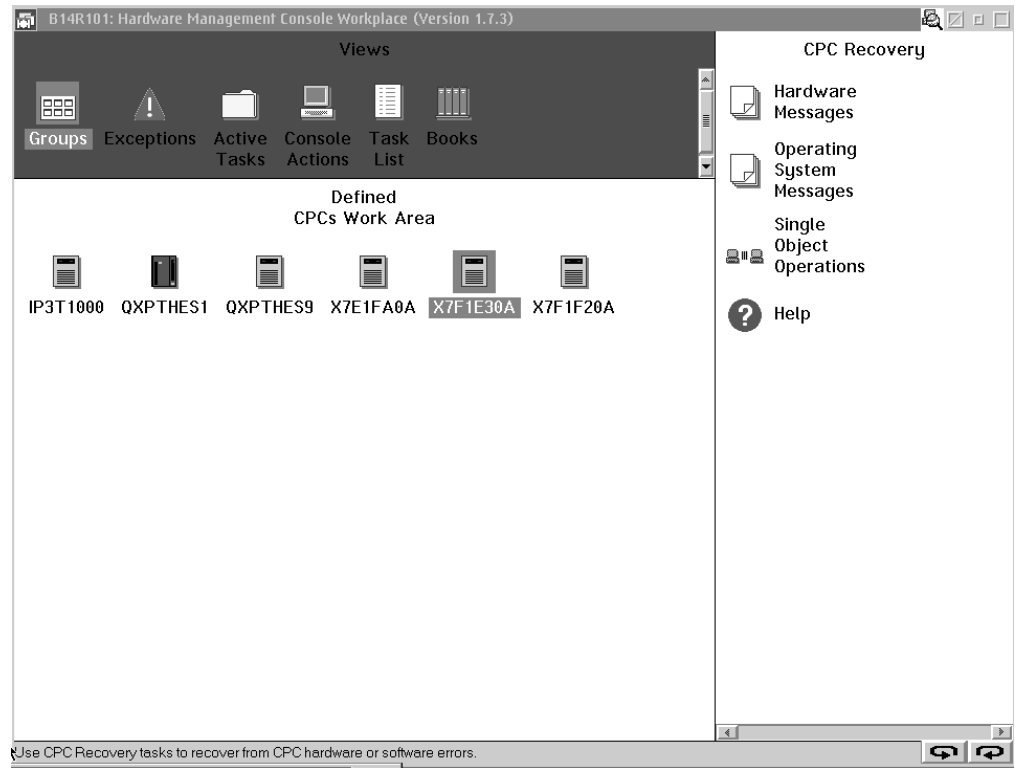 B14R101: Hardware Management Console Workplace (Version 1.7.3)
Views
Groups
Exceptions
Active
Tasks
Console
Actions
Task
List
Books
Defined
CPCs Work Area
IP3T1000
QXPTHES1
QXPTHES9
X7E1FA0A
X7F1E30A
X7F1F20A
CPC Recovery
Hardware
Messages
Operating
System
Messages
Single
Object
Operations
? Help
Use CPC Recovery tasks to recover from CPC hardware or software errors.